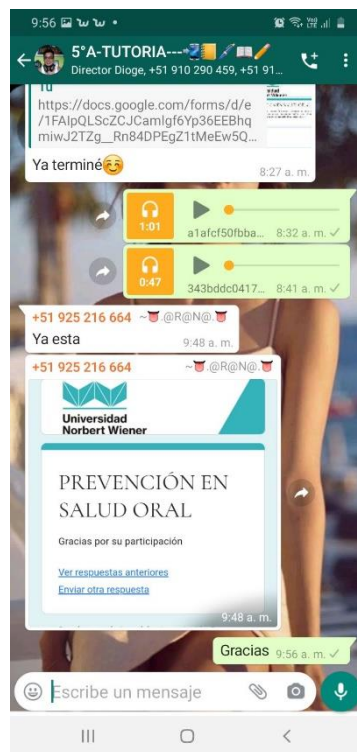 9:56
5°A-TUTORIA---
Director Dioge, +51 910 290 459, +51 91...
Tú
https://docs.google.com/forms/d/e
/1FAIpQLScZCJCamlgf6Yp36EEBhq
miwJ2TZg__Rn84DPEgZ1tMeEw5Q...
Ya terminé
8:27 a. m.
1:01
a1afcf50fbba... 8:32 a. m.
0:47
343bddc0417... 8:41 a. m.
+51 925 216 664 ~.@R@N@.
Ya esta
9:48 a. m.
+51 925 216 664 ~.@R@N@.
Universidad
Norbert Wiener
PREVENCIÓN EN
SALUD ORAL
Gracias por su participación
Ver respuestas anteriores
Enviar otra respuesta
9:48 a. m.
Gracias 9:56 a. m.
Escribe un mensaje